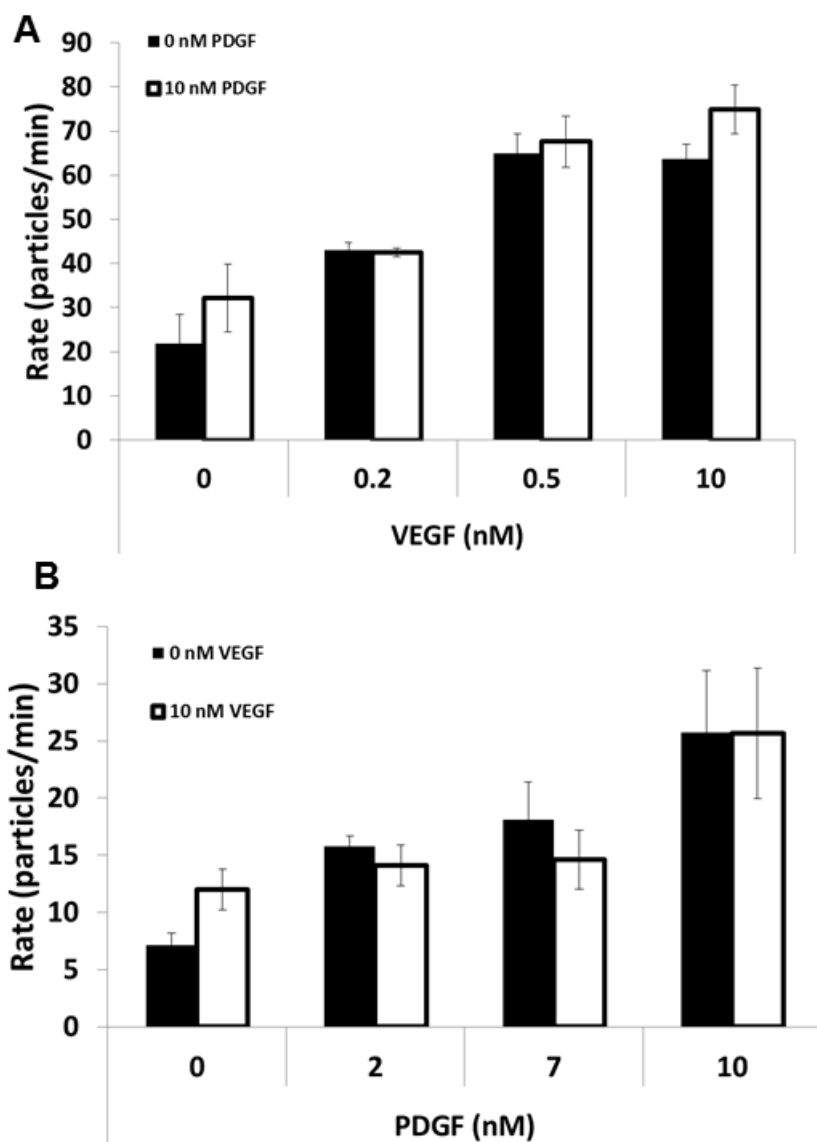 A
■ 0 nM PDGF
□ 10 nM PDGF
Rate (particles/min)
90
80
70
60
50
40
30
20
10
0
0 0.2 0.5 10
VEGF (nM)
B
■ 0 nM VEGF
□ 10 nM VEGF
Rate (particles/min)
35
30
25
20
15
10
5
0
0 2 7 10
PDGF (nM)